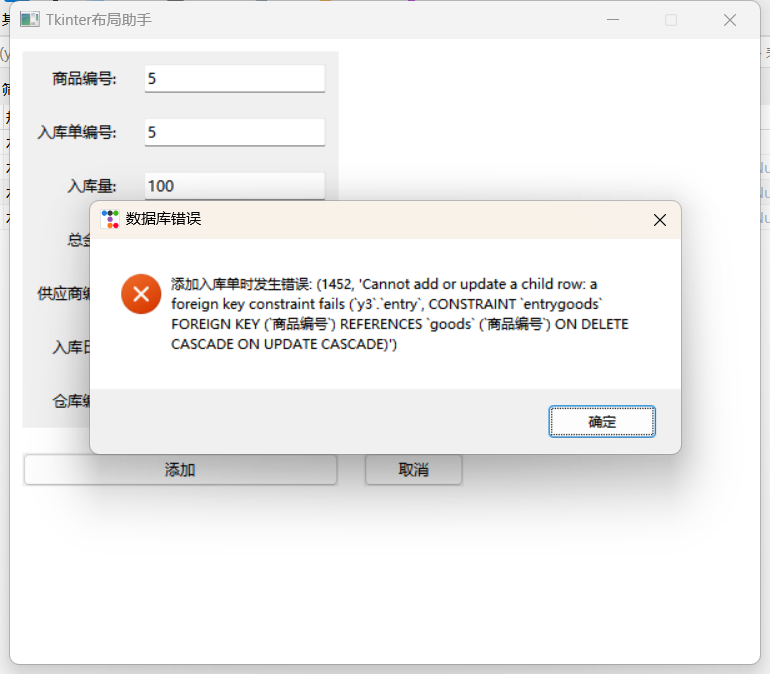 Tkinter布局助手
商品编号: 5
入库单编号: 5
入库量: 100
总金
数据库错误
添加入库单时发生错误: (1452, 'Cannot add or update a child row: a
foreign key constraint fails (`y3`.`entry`, CONSTRAINT `entrygoods`
FOREIGN KEY (`商品编号`) REFERENCES `goods` (`商品编号`) ON DELETE
CASCADE ON UPDATE CASCADE)')
供应商编
入库日
仓库编
确定
添加 取消